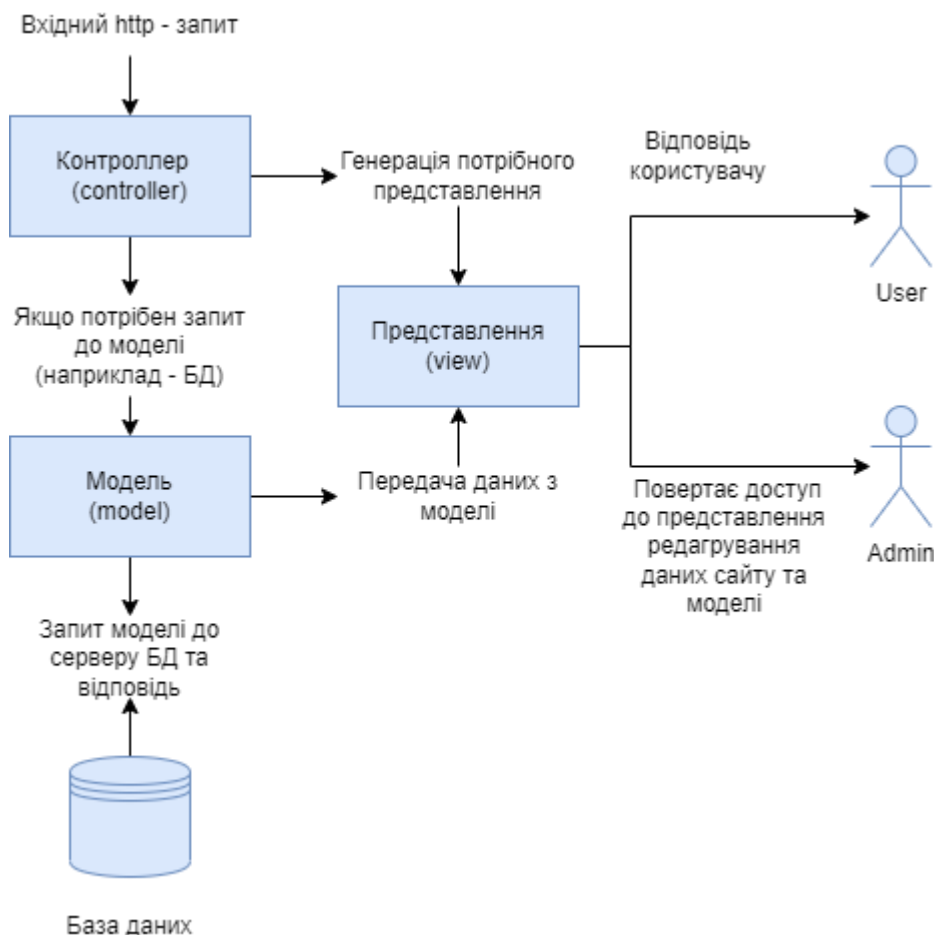 Вхідний http - запит
Контроллер
(controller)
Генерація потрібного
представлення
Відповідь
користувачу
User
Якщо потрібен запит
до моделі
(наприклад - БД)
Представлення
(view)
Модель
(model)
Передача даних з
моделі
Повертає доступ
до представлення
редагрування
даних сайту та
моделі
Admin
Запит моделі до
серверу БД та
відповідь
База даних